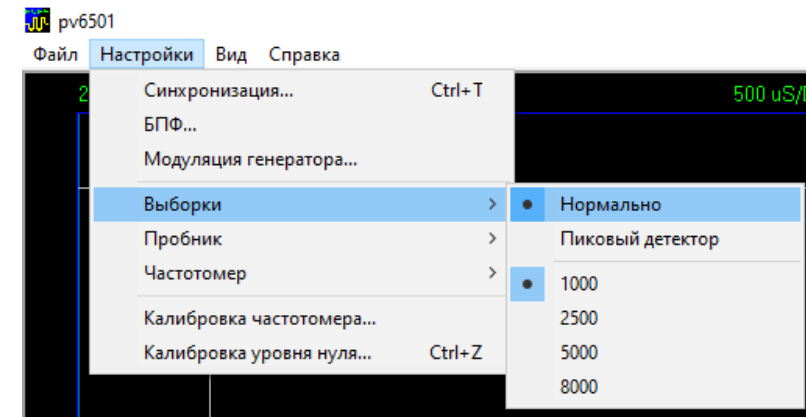 pv6501
Файл Настройки Вид Справка
2
500 uS/
Синхронизация... Ctrl+T
БПФ...
Модуляция генератора...
Выборки
Пробник
Частотомер
Калибровка частотомера...
Калибровка уровня нуля... Ctrl+Z
Нормально
Пиковый детектор
1000
2500
5000
8000